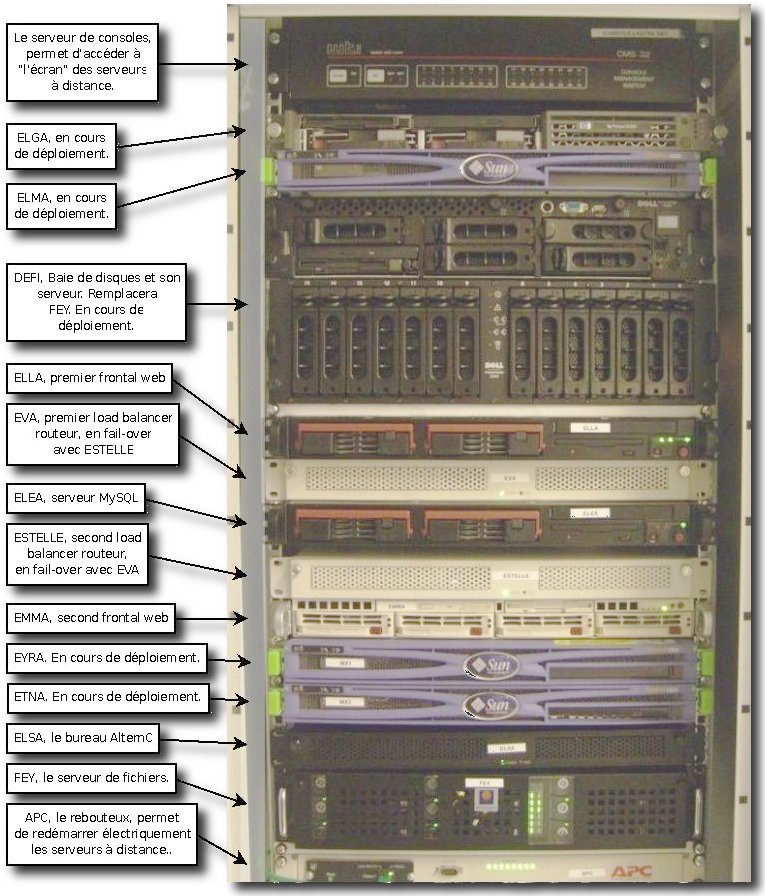 Le serveur de consoles,
permet d'accéder à
"l'écran" des serveurs
à distance.
ELGA, en cours
de déploiement.
ELMA, en cours
de déploiement.
DEFI, Baie de disques et son
serveur. Remplacera
FEY. En cours de
déploiement.
ELLA, premier frontal web
EVA, premier load balancer
routeur, en fail-over
avec ESTELLE
ELEA, serveur MySQL
ESTELLE, second load
balancer routeur,
en fail-over avec EVA
EMMA, second frontal web
EYRA. En cours de déploiement.
ETNA. En cours de déploiement.
ELSA, le bureau AlternC
FEY, le serveur de fichiers.
APC, le rebouteux, permet
de redémarrer électriquement
les serveurs à distance..
CMS-32
CONSOLE
MANAGEMENT
SWITCH
Sun
DELL
DELL
ELLA
EVA
ELEA
ESTELLE
EMMA
MX1
Sun
MX2
Sun
ELSA
FEY
APC
APC